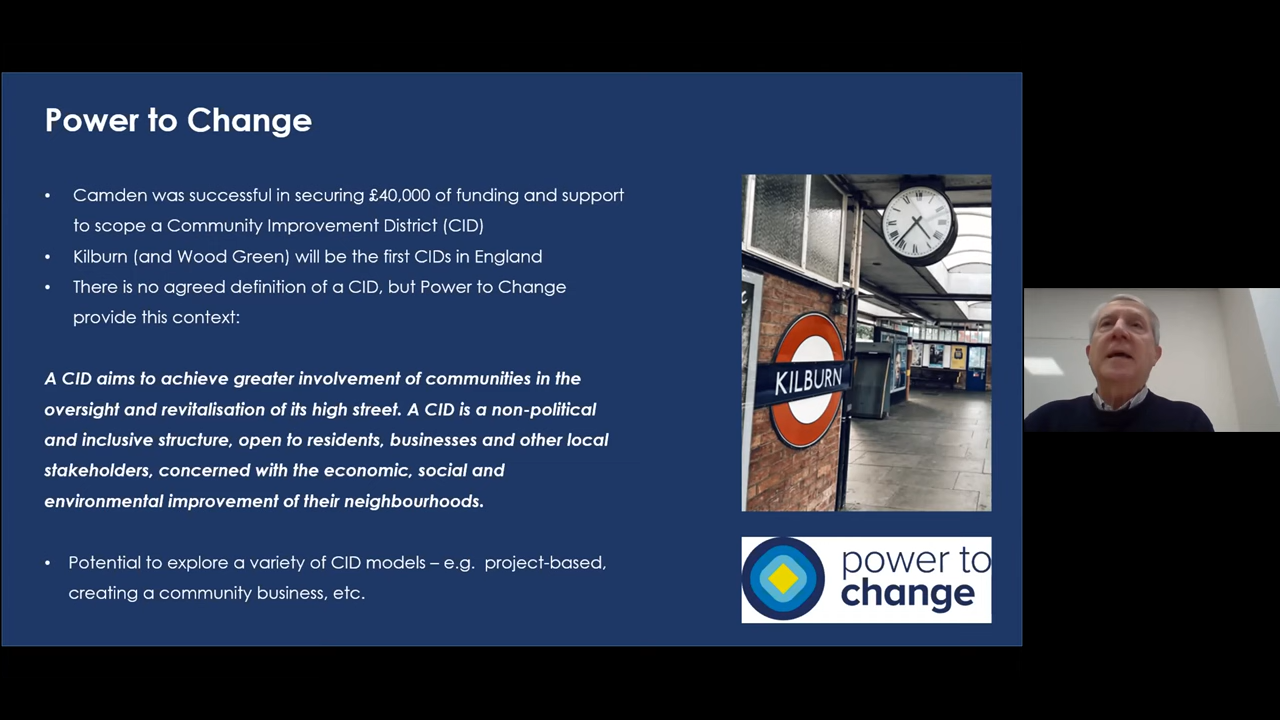 Power to Change
• Camden was successful in securing £40,000 of funding and support
to scope a Community Improvement District (CID)
• Kilburn (and Wood Green) will be the first CIDs in England
• There is no agreed definition of a CID, but Power to Change
provide this context:
A CID aims to achieve greater involvement of communities in the
oversight and revitalisation of its high street. A CID is a non-political
and inclusive structure, open to residents, businesses and other local
stakeholders, concerned with the economic, social and
environmental improvement of their neighbourhoods.
• Potential to explore a variety of CID models – e.g. project-based,
creating a community business, etc.
KILBURN
power to
change